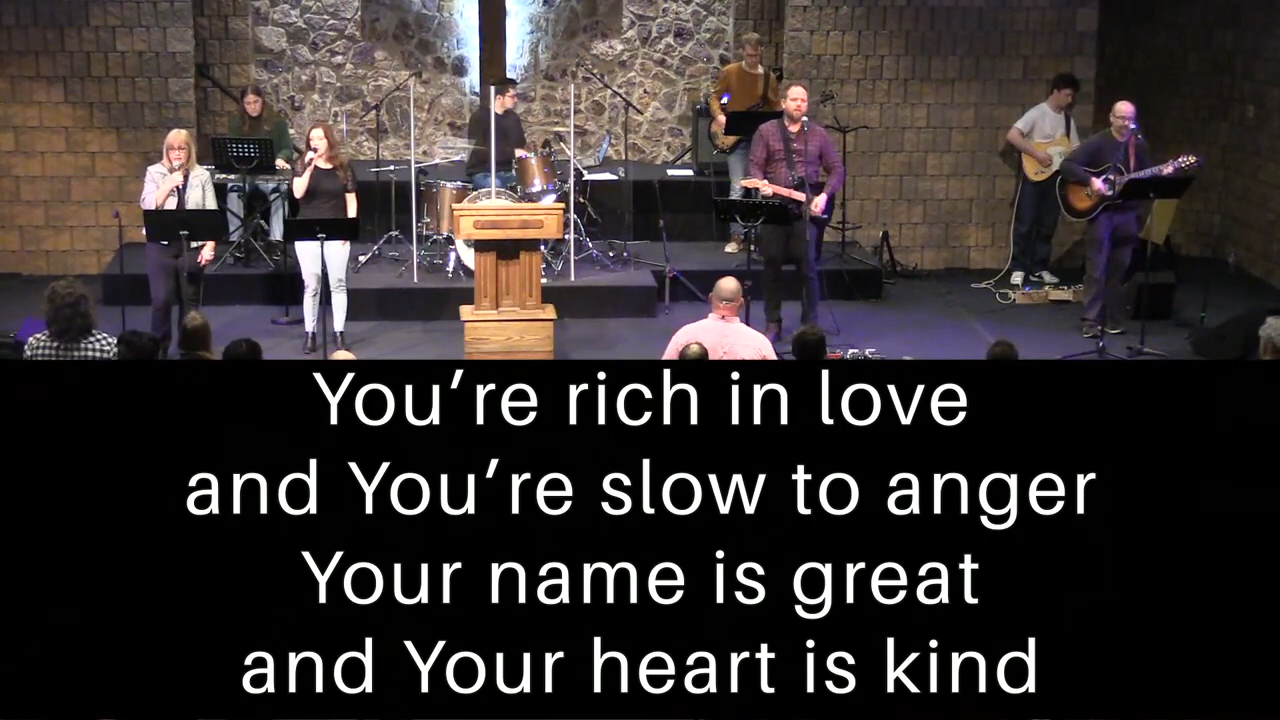 You’re rich in love
and You’re slow to anger
Your name is great
and Your heart is kind